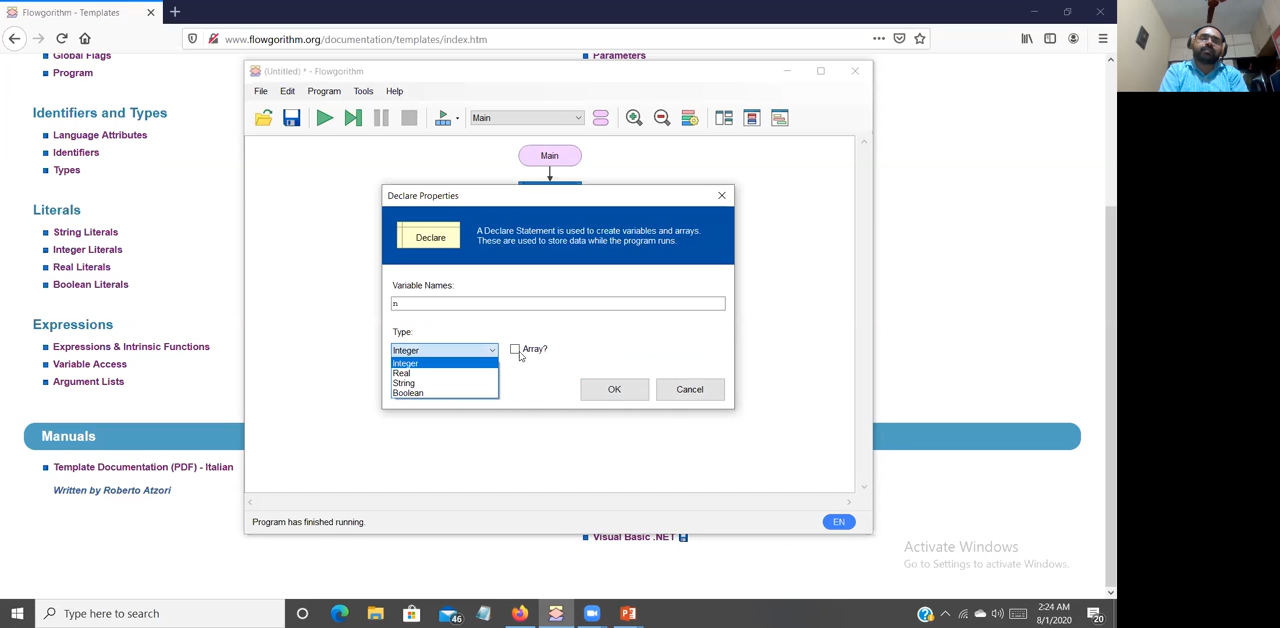 Flowgorithm - Templates
www.flowgorithm.org/documentation/templates/index.htm
Global Flags
Program
Parameters
Identifiers and Types
Language Attributes
Identifiers
Types
Literals
String Literals
Integer Literals
Real Literals
Boolean Literals
Expressions
Expressions & Intrinsic Functions
Variable Access
Argument Lists
Manuals
Template Documentation (PDF) - Italian
Written by Roberto Atzori
Visual Basic .NET
(Untitled) * - Flowgorithm
File Edit Program Tools Help
Main
Main
Declare Properties
Declare
A Declare Statement is used to create variables and arrays.
These are used to store data while the program runs.
Variable Names:
n
Type:
Integer
Array?
Integer
Real
String
Boolean
OK Cancel
Program has finished running.
EN
Activate Windows
Go to Settings to activate Windows.
Type here to search
46
2:24 AM
8/1/2020
20